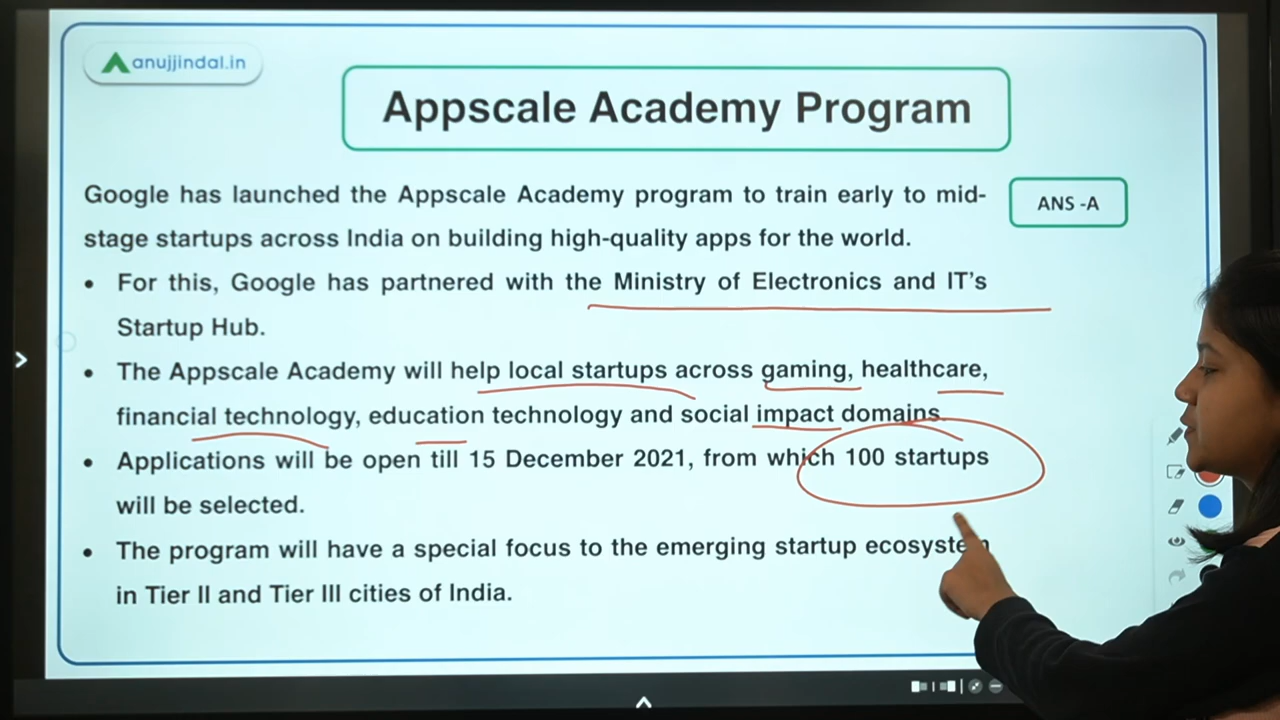 anujjindal.in
Appscale Academy Program
Google has launched the Appscale Academy program to train early to mid-
stage startups across India on building high-quality apps for the world.
ANS -A
• For this, Google has partnered with the Ministry of Electronics and IT's
Startup Hub.
• The Appscale Academy will help local startups across gaming, healthcare,
financial technology, education technology and social impact domains.
• Applications will be open till 15 December 2021, from which 100 startups
will be selected.
• The program will have a special focus to the emerging startup ecosystem
in Tier II and Tier III cities of India.